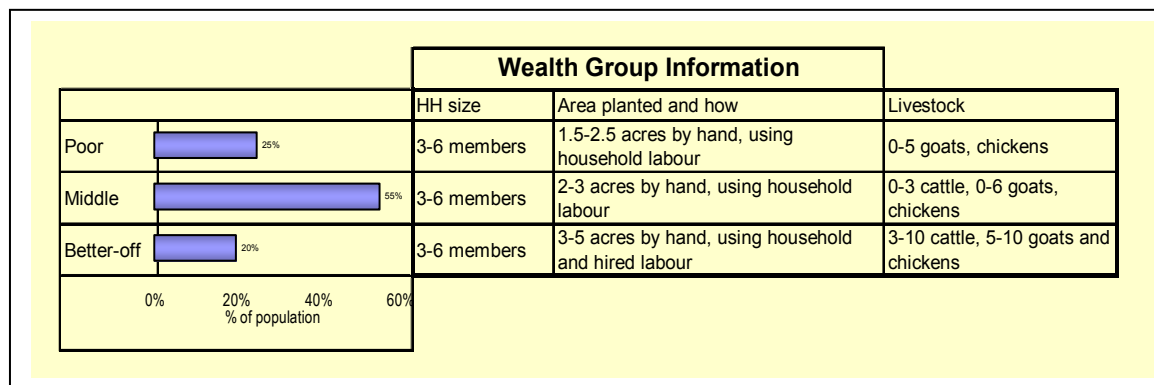 Wealth Group Information
HH size Area planted and how Livestock
Poor 25% 3-6 members 1.5-2.5 acres by hand, using
household labour 0-5 goats, chickens
Middle 55% 3-6 members 2-3 acres by hand, using household
labour 0-3 cattle, 0-6 goats,
chickens
Better-off 20% 3-6 members 3-5 acres by hand, using household
and hired labour 3-10 cattle, 5-10 goats and
chickens
0% 20% 40% 60%
% of population